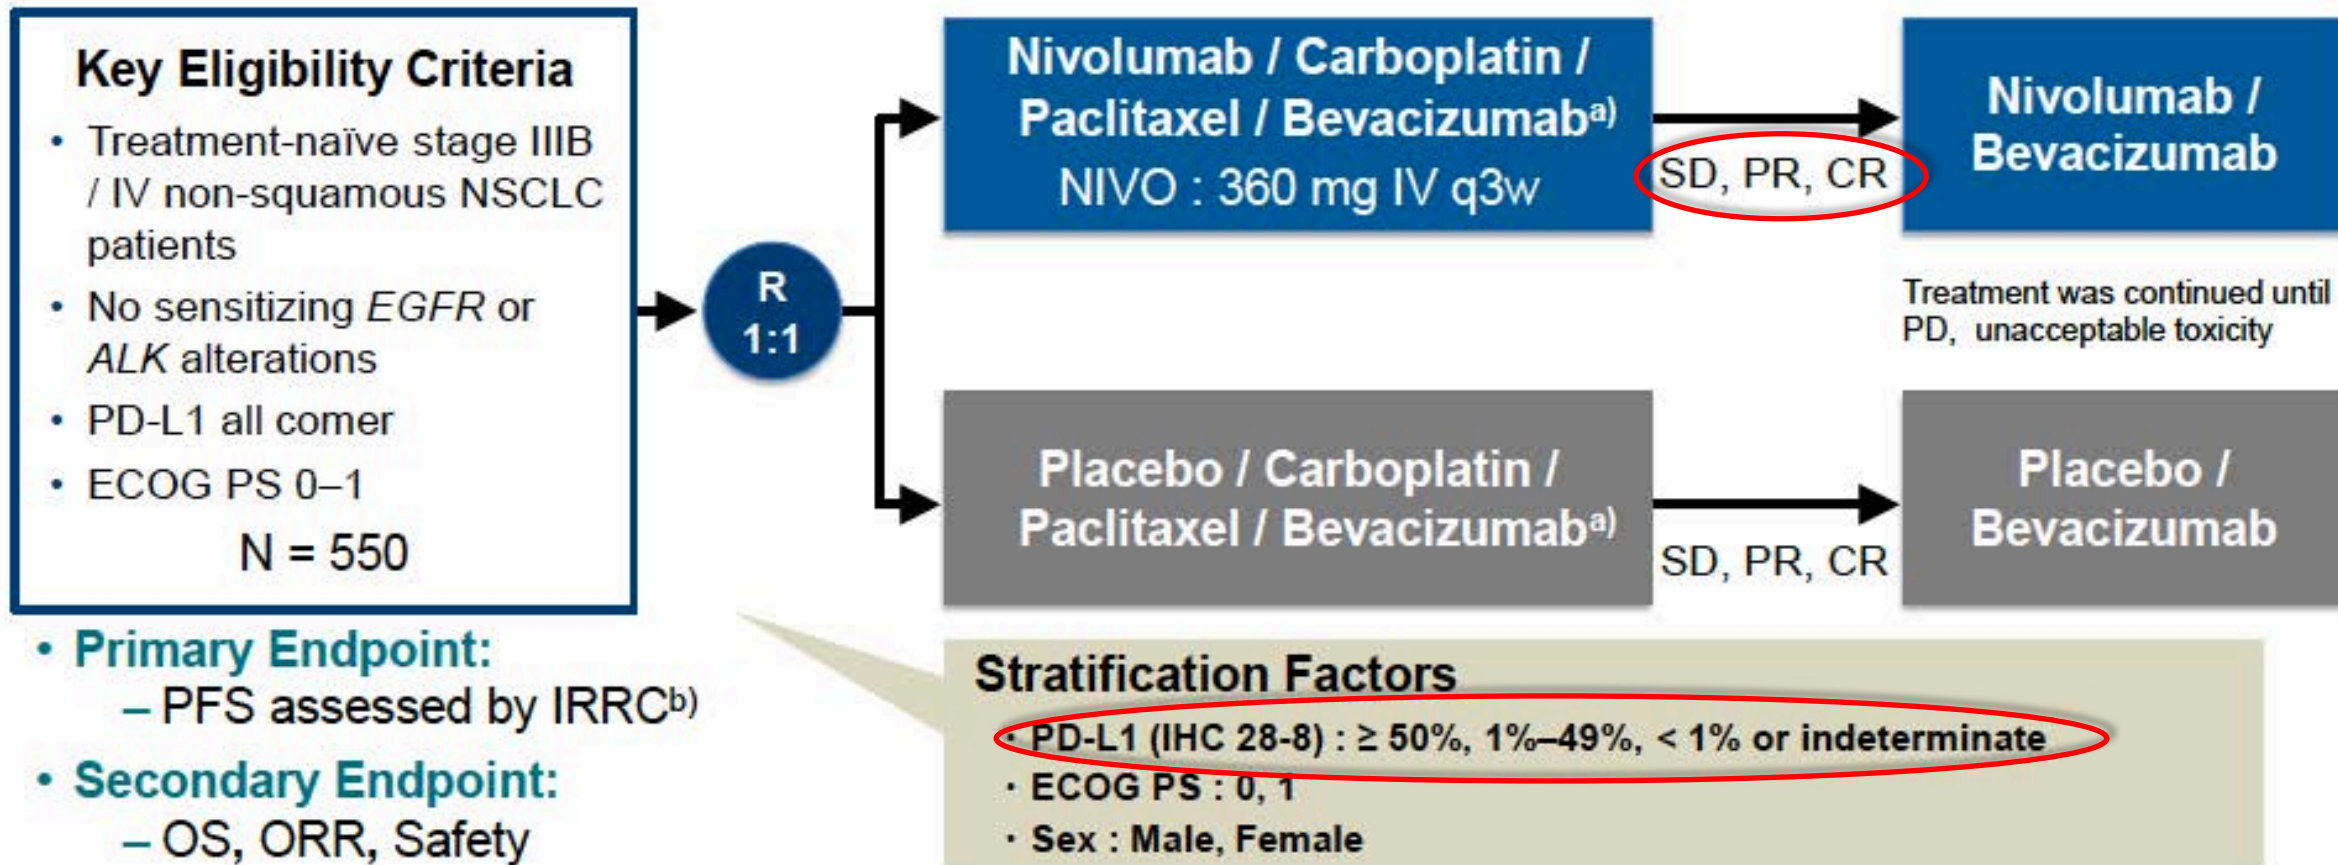 Key Eligibility Criteria
• Treatment-naïve stage IIIB
/ IV non-squamous NSCLC
patients
• No sensitizing EGFR or
ALK alterations
• PD-L1 all comer
• ECOG PS 0–1
N = 550
R
1:1
Nivolumab / Carboplatin /
Paclitaxel / Bevacizumabᵃ⁾
NIVO : 360 mg IV q3w
SD, PR, CR
Nivolumab /
Bevacizumab
Treatment was continued until
PD, unacceptable toxicity
Placebo / Carboplatin /
Paclitaxel / Bevacizumabᵃ⁾
SD, PR, CR
Placebo /
Bevacizumab
• Primary Endpoint:
– PFS assessed by IRRCᵇ⁾
• Secondary Endpoint:
– OS, ORR, Safety
Stratification Factors
· PD-L1 (IHC 28-8) : ≥ 50%, 1%–49%, < 1% or indeterminate
· ECOG PS : 0, 1
· Sex : Male, Female